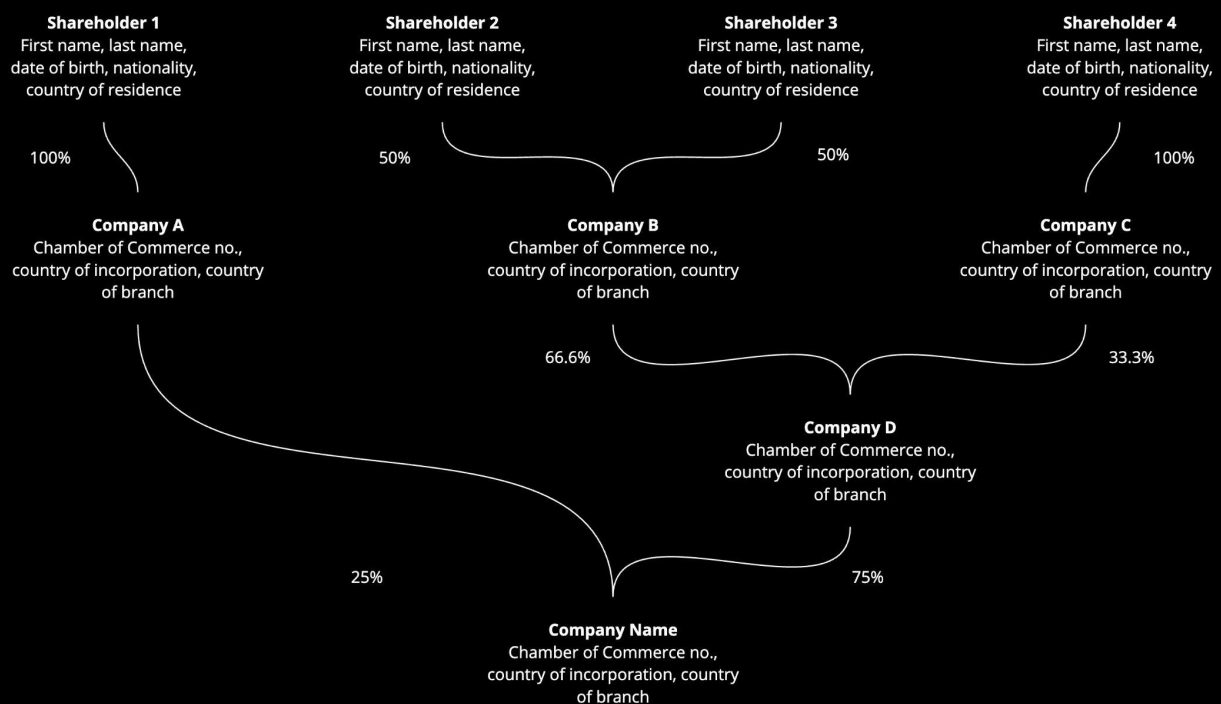 Shareholder 1
First name, last name,
date of birth, nationality,
country of residence
Shareholder 2
First name, last name,
date of birth, nationality,
country of residence
Shareholder 3
First name, last name,
date of birth, nationality,
country of residence
Shareholder 4
First name, last name,
date of birth, nationality,
country of residence
100%
50%
50%
100%
Company A
Chamber of Commerce no.,
country of incorporation, country
of branch
Company B
Chamber of Commerce no.,
country of incorporation, country
of branch
Company C
Chamber of Commerce no.,
country of incorporation, country
of branch
66.6%
33.3%
Company D
Chamber of Commerce no.,
country of incorporation, country
of branch
25%
75%
Company Name
Chamber of Commerce no.,
country of incorporation, country
of branch